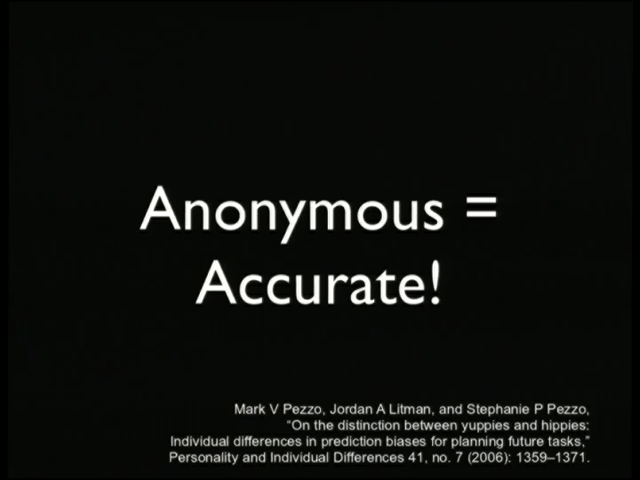 Anonymous =
Accurate!
Mark V Pezzo, Jordan A Litman, and Stephanie P Pezzo,
“On the distinction between yuppies and hippies:
Individual differences in prediction biases for planning future tasks,”
Personality and Individual Differences 41, no. 7 (2006): 1359–1371.